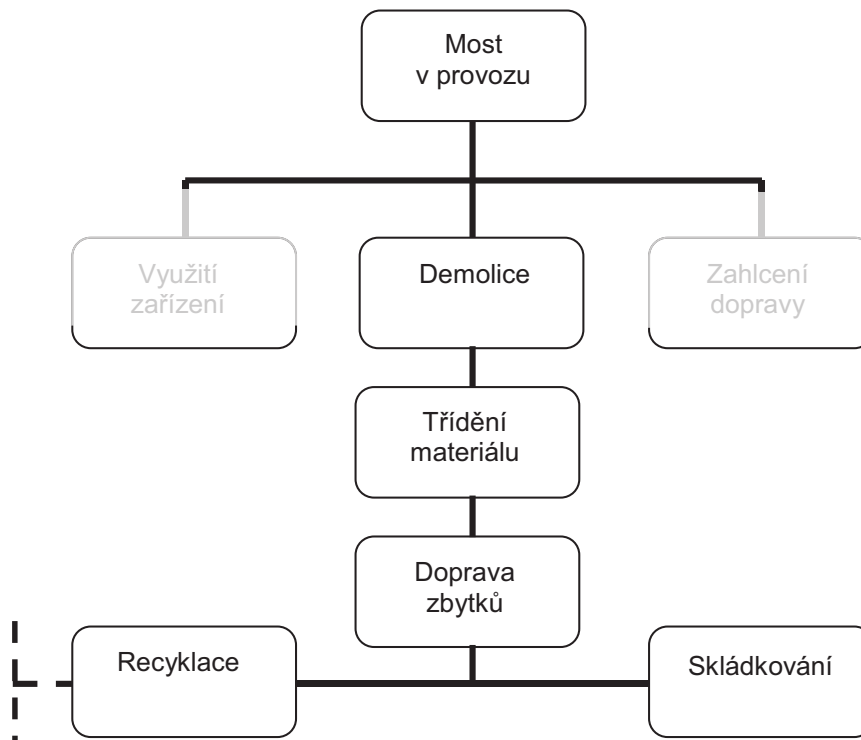 Most
v provozu
Využití
zařízení
Demolice
Zahlcení
dopravy
Třídění
materiálu
Doprava
zbytků
Recyklace
Skládkování